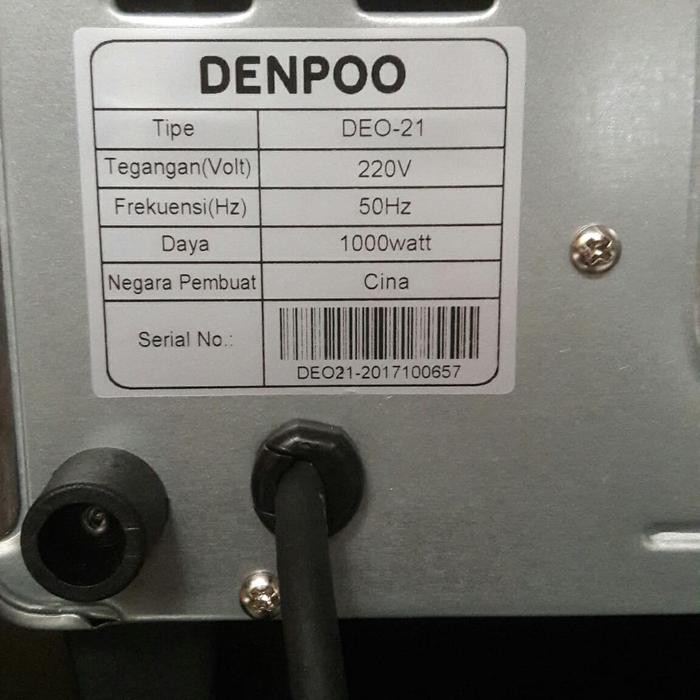 DENPOO
Tipe DEO-21
Tegangan(Volt) 220V
Frekuensi(Hz) 50Hz
Daya 1000watt
Negara Pembuat Cina
Serial No.:
DEO21-2017100657